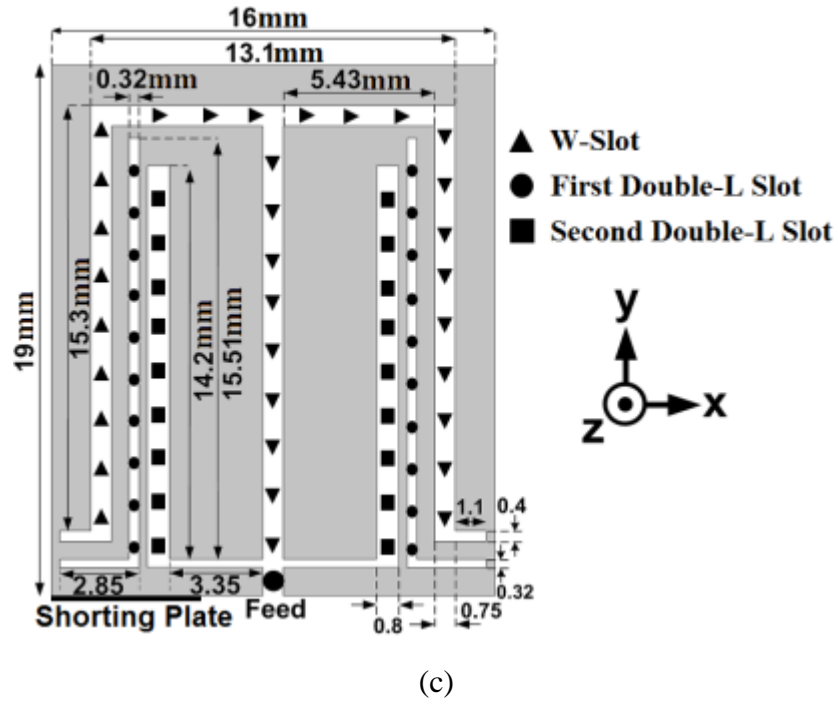 16mm
13.1mm
0.32mm
5.43mm
W-Slot
First Double-L Slot
Second Double-L Slot
19mm
15.3mm
14.2mm
15.51mm
y
x
z
1.1
0.4
2.85
3.35
0.32
0.75
0.8
Shorting Plate
Feed
(c)